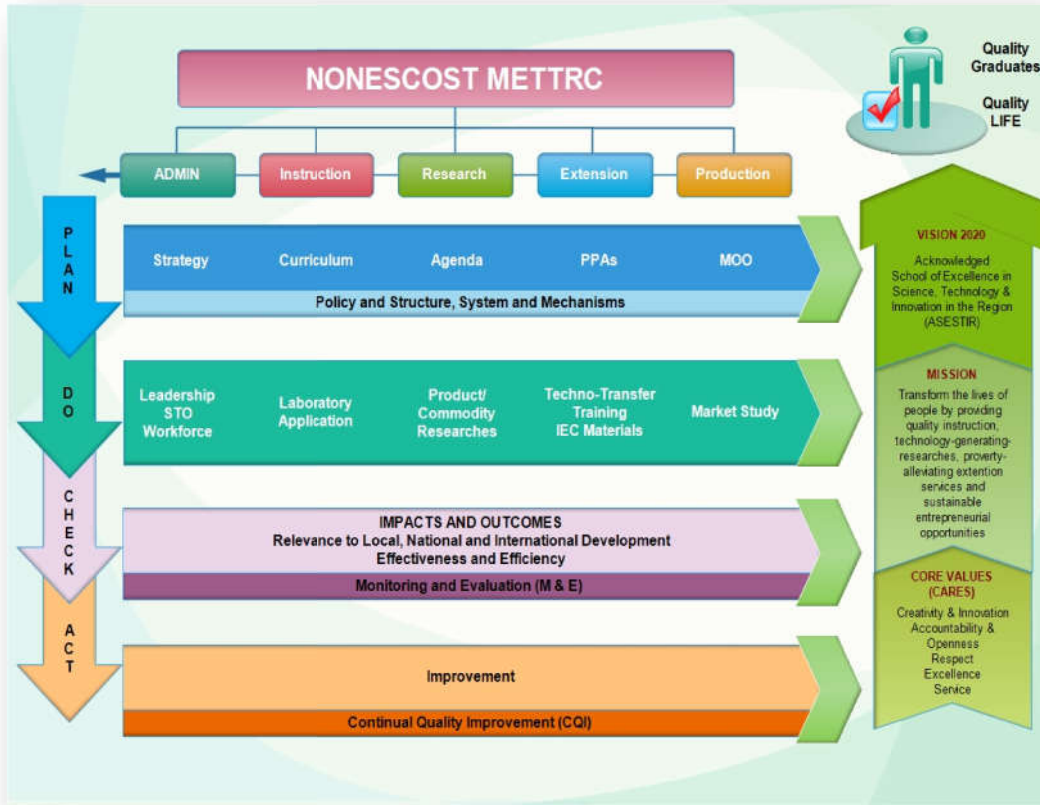 NONESCOST METTRC
Quality
Graduates
Quality
LIFE
ADMIN
Instruction
Research
Extension
Production
PLAN
Strategy
Curriculum
Agenda
PPAs
MOO
Policy and Structure, System and Mechanisms
DO
Leadership
STO
Workforce
Laboratory
Application
Product/
Commodity
Researches
Techno-Transfer
Training
IEC Materials
Market Study
CHECK
IMPACTS AND OUTCOMES
Relevance to Local, National and International Development
Effectiveness and Efficiency
Monitoring and Evaluation (M & E)
ACT
Improvement
Continual Quality Improvement (CQI)
VISION 2020
Acknowledged
School of Excellence in
Science, Technology &
Innovation in the Region
(ASESTIR)
MISSION
Transform the lives of
people by providing
quality instruction,
technology-generating-
researches, proverty-
alleviating extention
services and
sustainable
entrepreneurial
opportunities
CORE VALUES
(CARES)
Creativity & Innovation
Accountability &
Openness
Respect
Excellence
Service